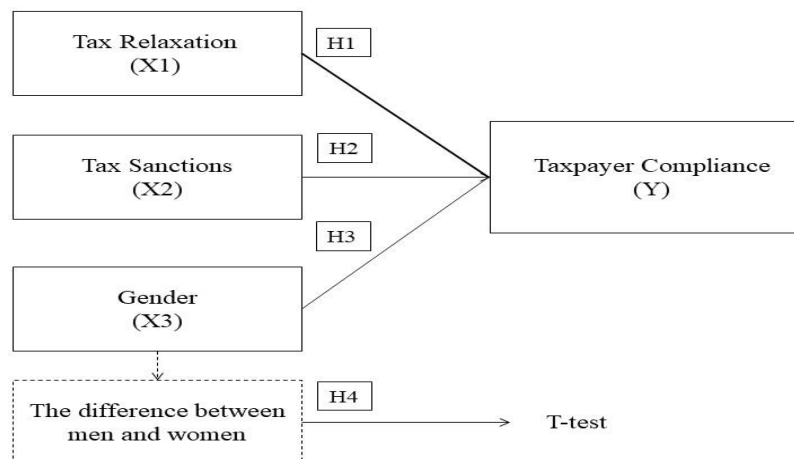 Tax Relaxation
(X1)
H1
Tax Sanctions
(X2)
H2
Taxpayer Compliance
(Y)
H3
Gender
(X3)
The difference between
men and women
H4
T-test